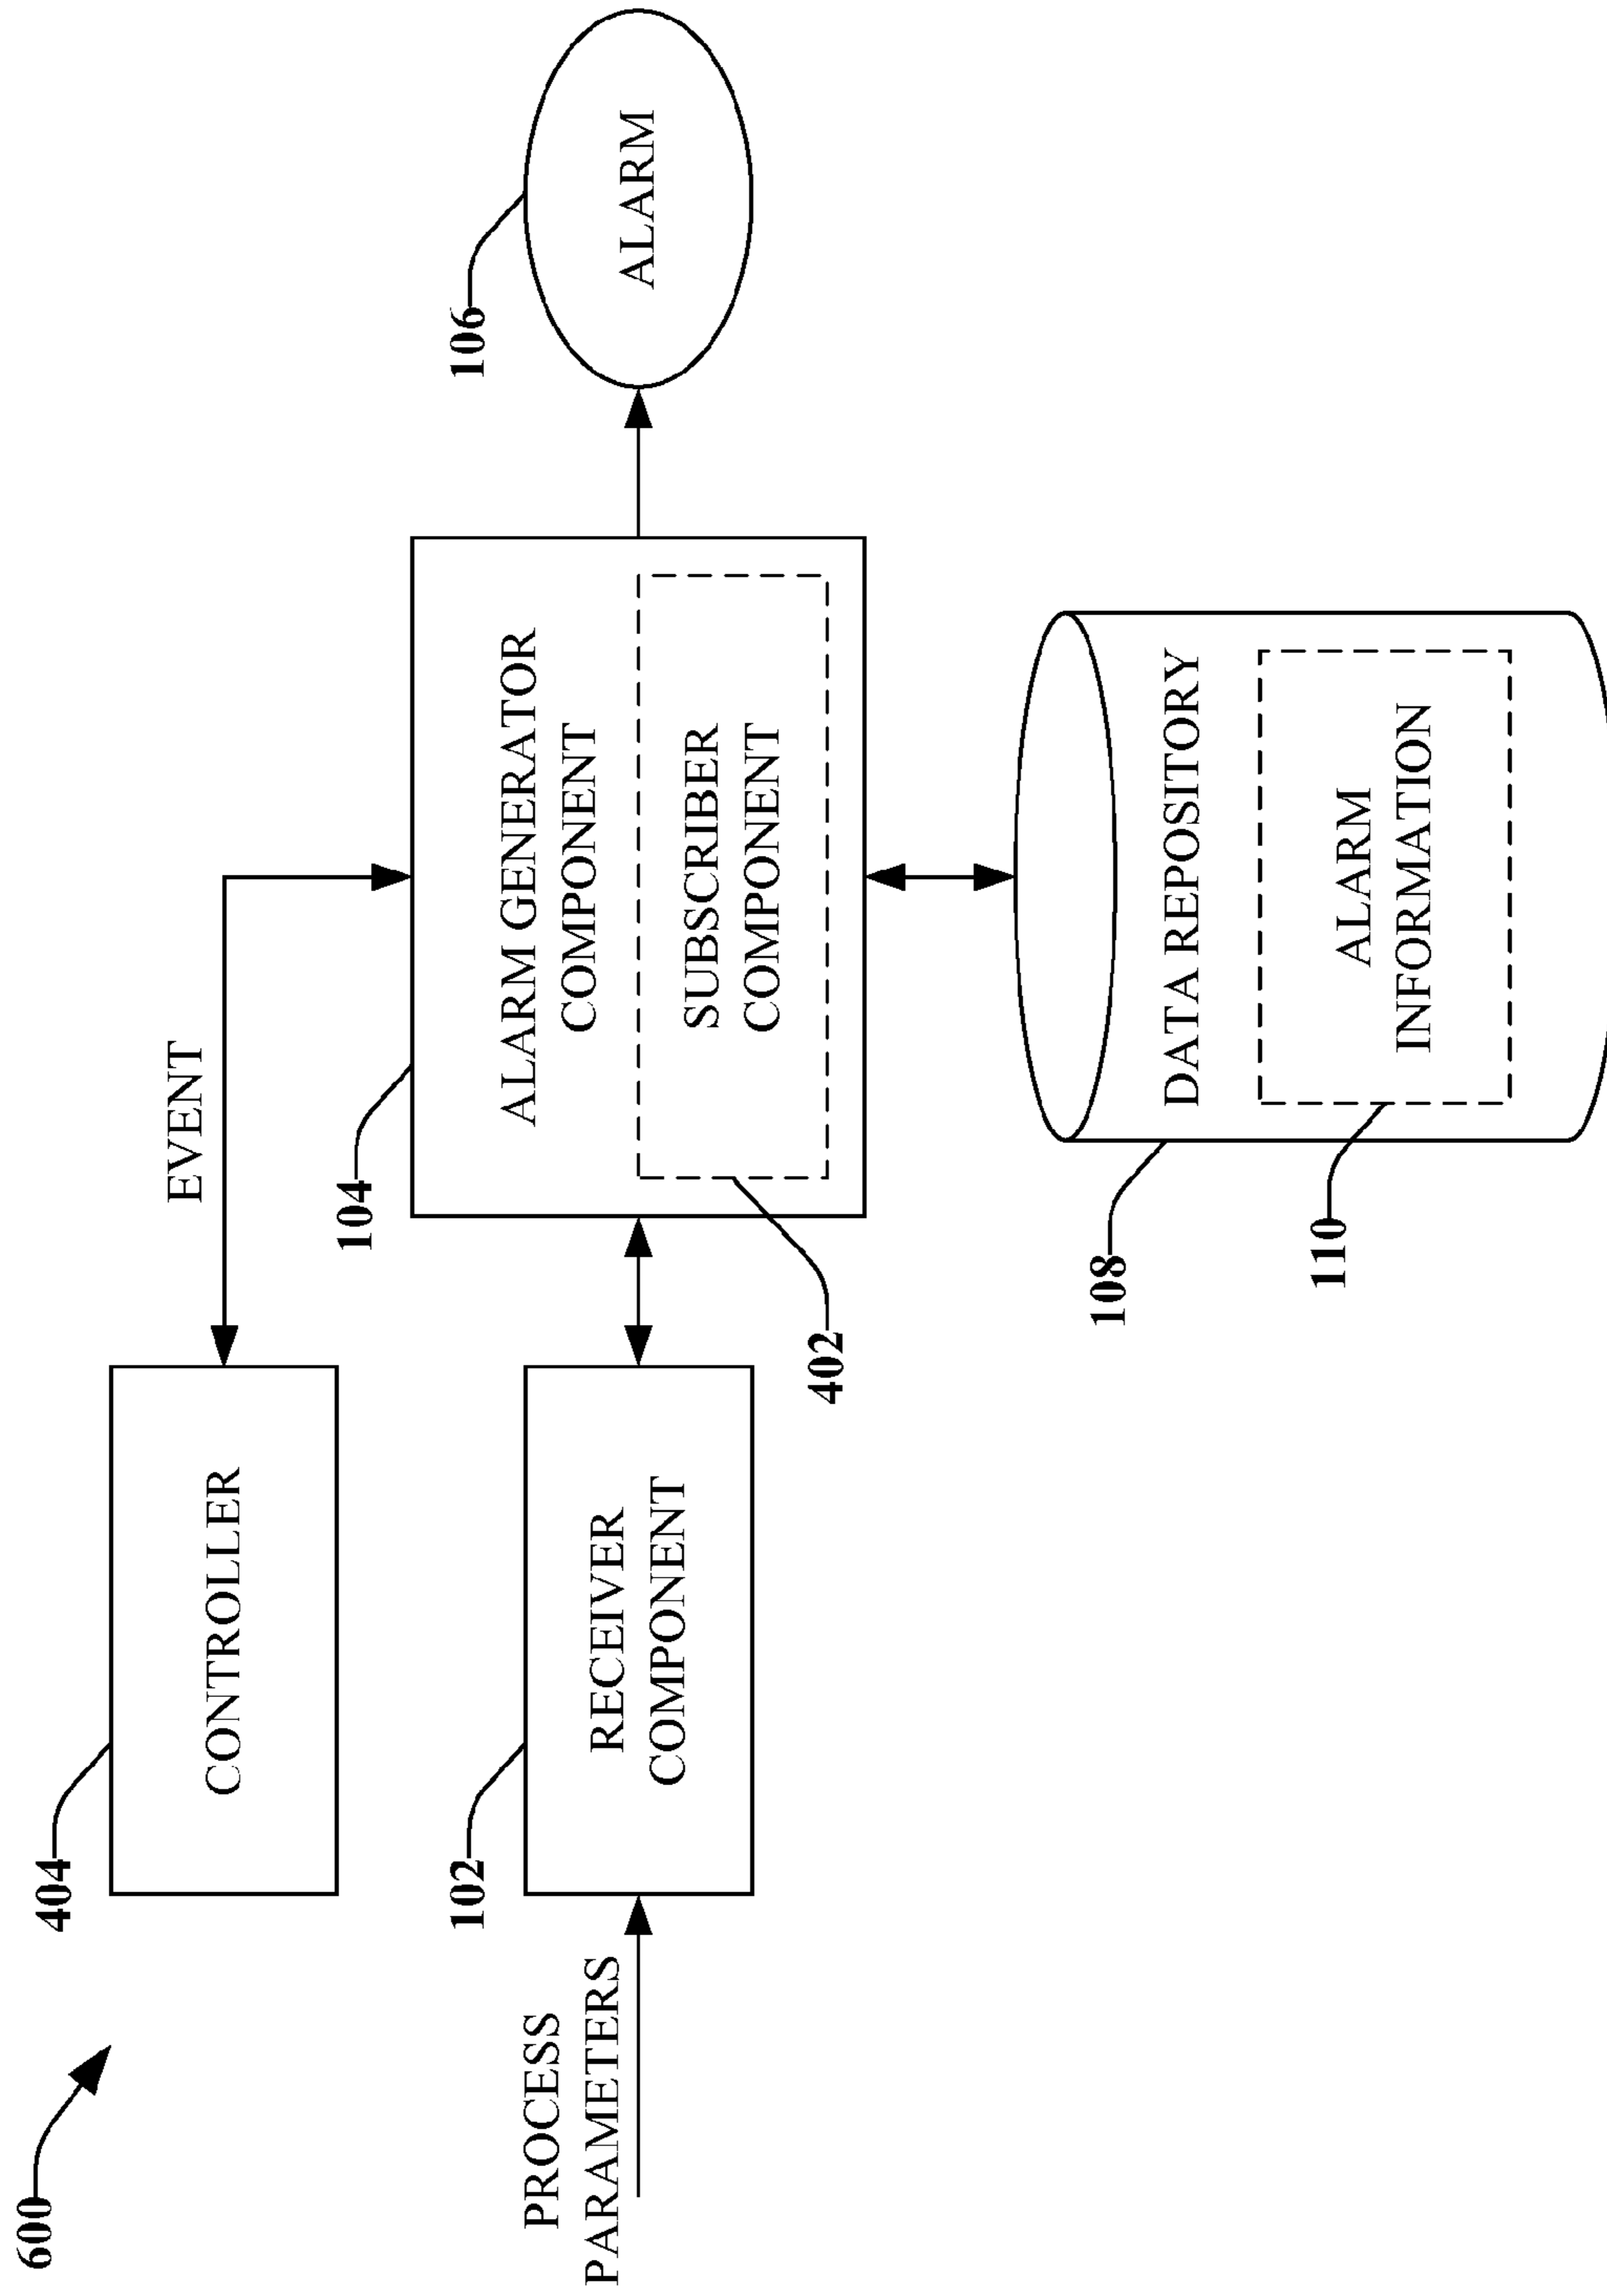 600
404
CONTROLLER
EVENT
PROCESS
PARAMETERS
102
RECEIVER
COMPONENT
104
ALARM GENERATOR
COMPONENT
SUBSCRIBER
COMPONENT
402
106
ALARM
108
DATA REPOSITORY
110
ALARM
INFORMATION